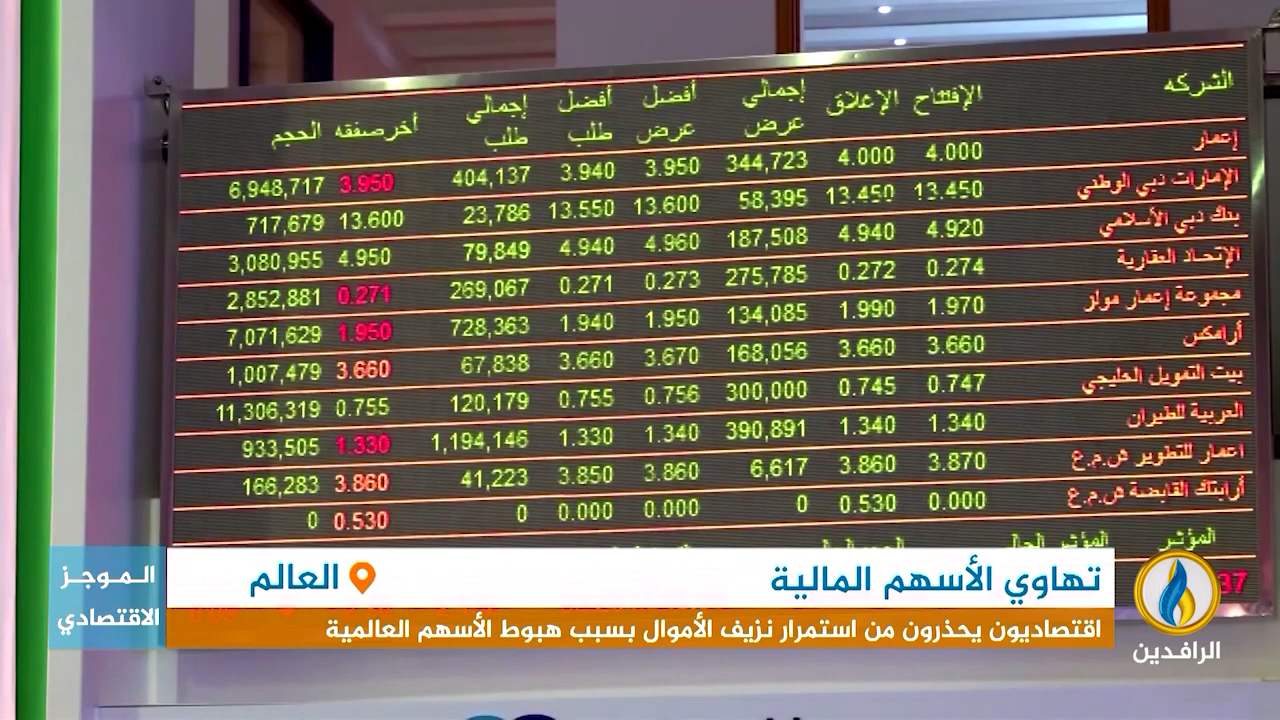 الشركه الإفتتاح الإعلاق إجمالي عرض أفضل عرض أفضل طلب إجمالي طلب أخرصفقه الحجم
إعمار 4.000 4.000 344,723 3.950 3.940 404,137 3.950 6,948,717
الإمارات دبي الوطني 13.450 13.450 58,395 13.600 13.550 23,786 13.600 717,679
بنك دبي الأسلامي 4.920 4.940 187,508 4.960 4.940 79,849 4.950 3,080,955
الإتحاد العقارية 0.274 0.272 275,785 0.273 0.271 269,067 0.271 2,852,881
مجموعة إعمار مولز 1.970 1.990 134,085 1.950 1.940 728,363 1.950 7,071,629
أرامكس 3.660 3.660 168,056 3.670 3.660 67,838 3.660 1,007,479
بيت التمويل الخليجي 0.747 0.745 300,000 0.756 0.755 120,179 0.755 11,306,319
العربية للطيران 1.340 1.340 390,891 1.340 1.330 1,194,146 1.330 933,505
اعمار للتطوير ش.م.ع 3.870 3.860 6,617 3.860 3.850 41,223 3.860 166,283
أرابتك القابضة ش.م.ع 0.000 0.530 0 0.000 0.000 0 0.530 0
المؤشر المؤشر الحالي
37
تهاوي الأسهم المالية
العالم
اقتصاديون يحذرون من استمرار نزيف الأموال بسبب هبوط الأسهم العالمية
الموجز
الاقتصادي
الرافدين